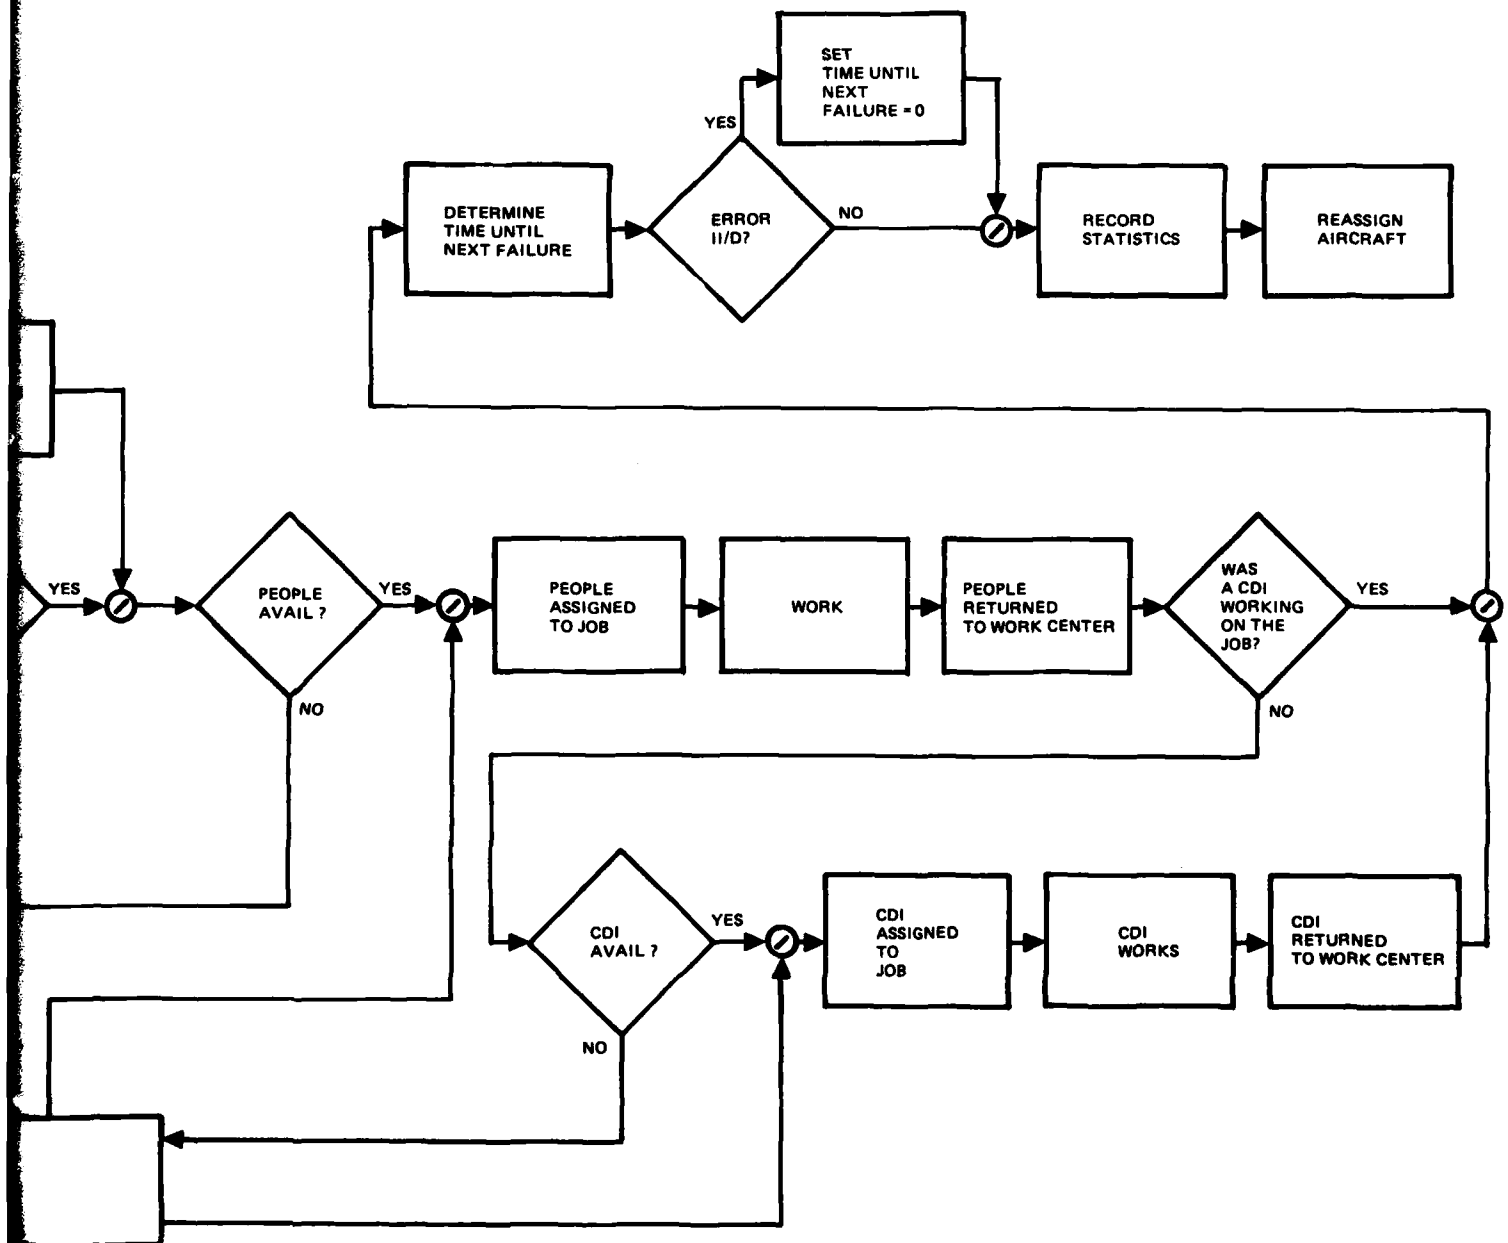 SET
TIME UNTIL
NEXT
FAILURE = 0
YES
DETERMINE
TIME UNTIL
NEXT FAILURE
ERROR
II/D?
NO
RECORD
STATISTICS
REASSIGN
AIRCRAFT
YES
PEOPLE
AVAIL ?
YES
NO
PEOPLE
ASSIGNED
TO JOB
WORK
PEOPLE
RETURNED
TO WORK CENTER
WAS
A CDI
WORKING
ON THE
JOB?
YES
NO
CDI
AVAIL ?
YES
NO
CDI
ASSIGNED
TO
JOB
CDI
WORKS
CDI
RETURNED
TO WORK CENTER